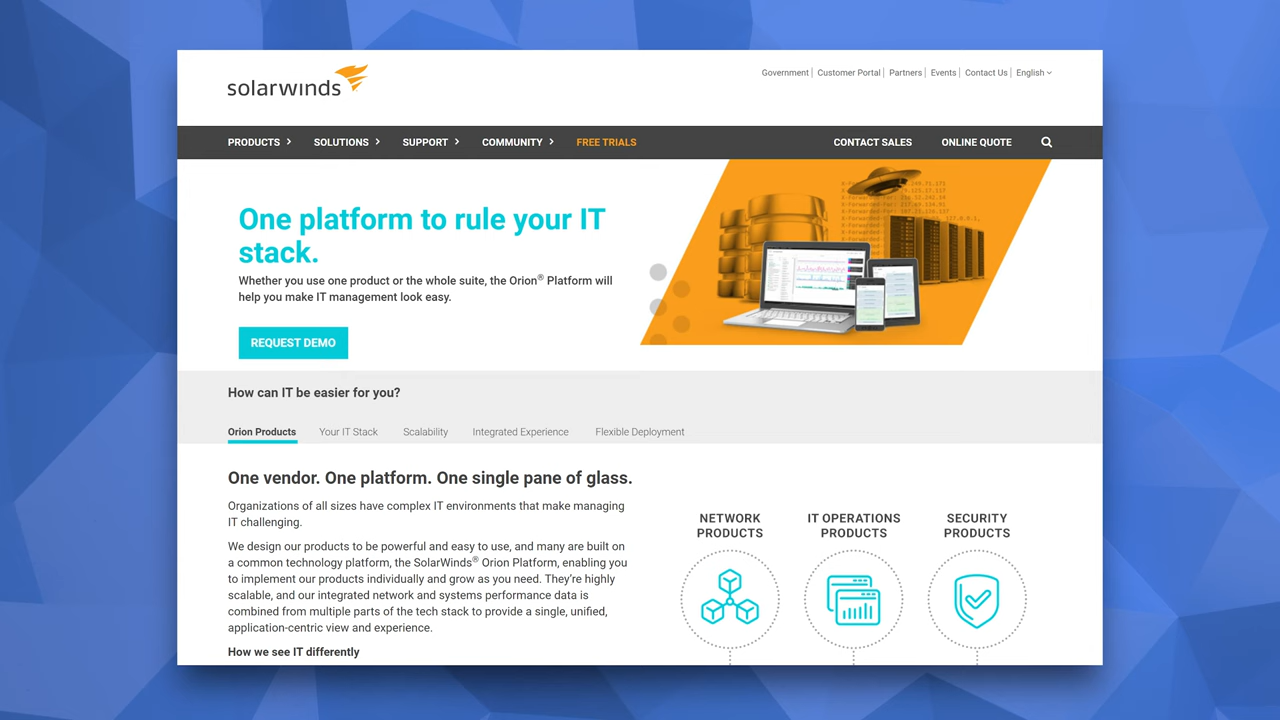 solarwinds
Government
Customer Portal
Partners
Events
Contact Us
English
PRODUCTS
SOLUTIONS
SUPPORT
COMMUNITY
FREE TRIALS
CONTACT SALES
ONLINE QUOTE
One platform to rule your IT
stack.
Whether you use one product or the whole suite, the Orion® Platform will
help you make IT management look easy.
REQUEST DEMO
How can IT be easier for you?
Orion Products
Your IT Stack
Scalability
Integrated Experience
Flexible Deployment
One vendor. One platform. One single pane of glass.
Organizations of all sizes have complex IT environments that make managing
IT challenging.
We design our products to be powerful and easy to use, and many are built on
a common technology platform, the SolarWinds® Orion Platform, enabling you
to implement our products individually and grow as you need. They’re highly
scalable, and our integrated network and systems performance data is
combined from multiple parts of the tech stack to provide a single, unified,
application-centric view and experience.
How we see IT differently
NETWORK
PRODUCTS
IT OPERATIONS
PRODUCTS
SECURITY
PRODUCTS